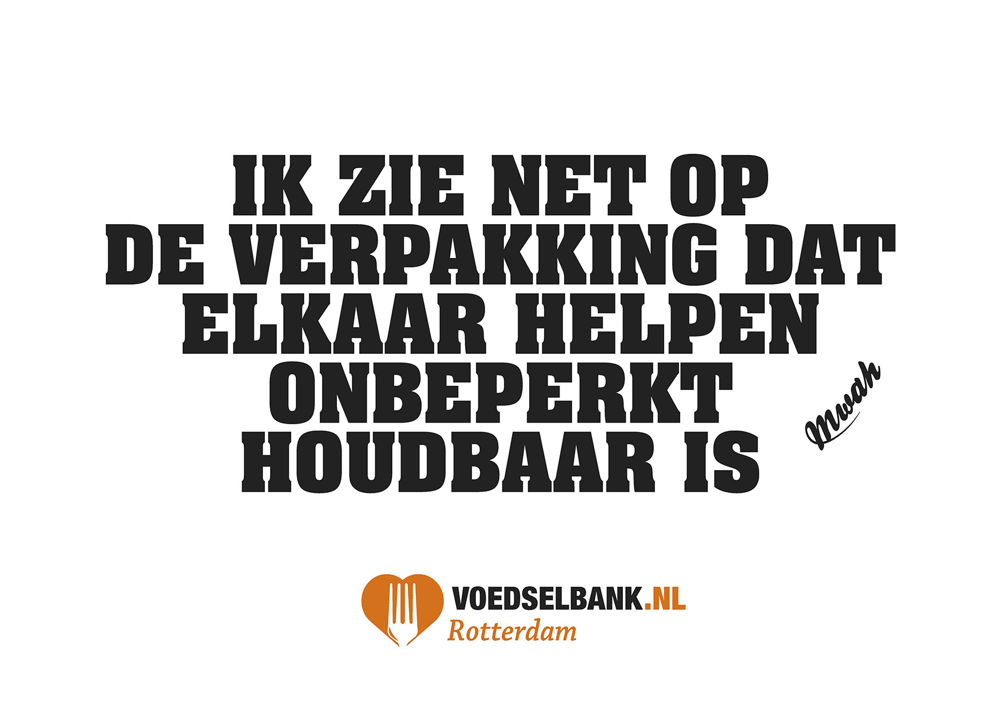 IK ZIE NET OP
DE VERPAKKING DAT
ELKAAR HELPEN
ONBEPERKT
HOUDBAAR IS
Mwah
VOEDSELBANK.NL
Rotterdam